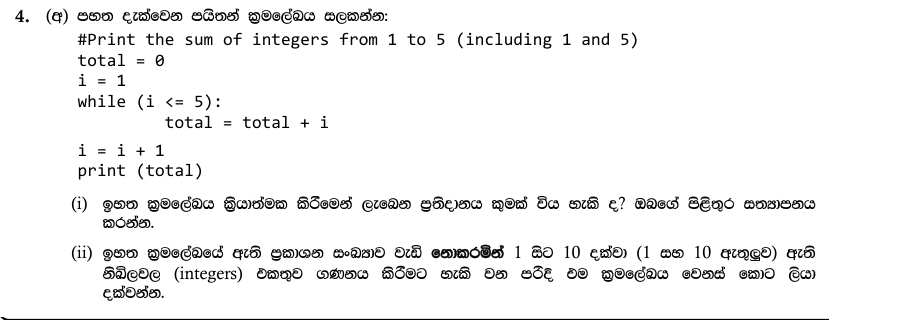 4. (අ) පහත දැක්වෙන පයිතන් ක්‍රමලේඛය සලකන්න:
#Print the sum of integers from 1 to 5 (including 1 and 5)
total = 0
i = 1
while (i <= 5):
total = total + i
i = i + 1
print (total)
(i) ඉහත ක්‍රමලේඛය ක්‍රියාත්මක කිරීමෙන් ලැබෙන ප්‍රතිදානය කුමක් විය හැකි ද? ඔබගේ පිළිතුර සත්‍යාපනය
කරන්න.
(ii) ඉහත ක්‍රමලේඛයේ ඇති ප්‍රකාශන සංඛ්‍යාව වැඩි නොකරමින් 1 සිට 10 දක්වා (1 සහ 10 ඇතුලුව) ඇති
නිඛිලවල (integers) එකතුව ගණනය කිරීමට හැකි වන පරිදි එම ක්‍රමලේඛය වෙනස් කොට ලියා
දක්වන්න.